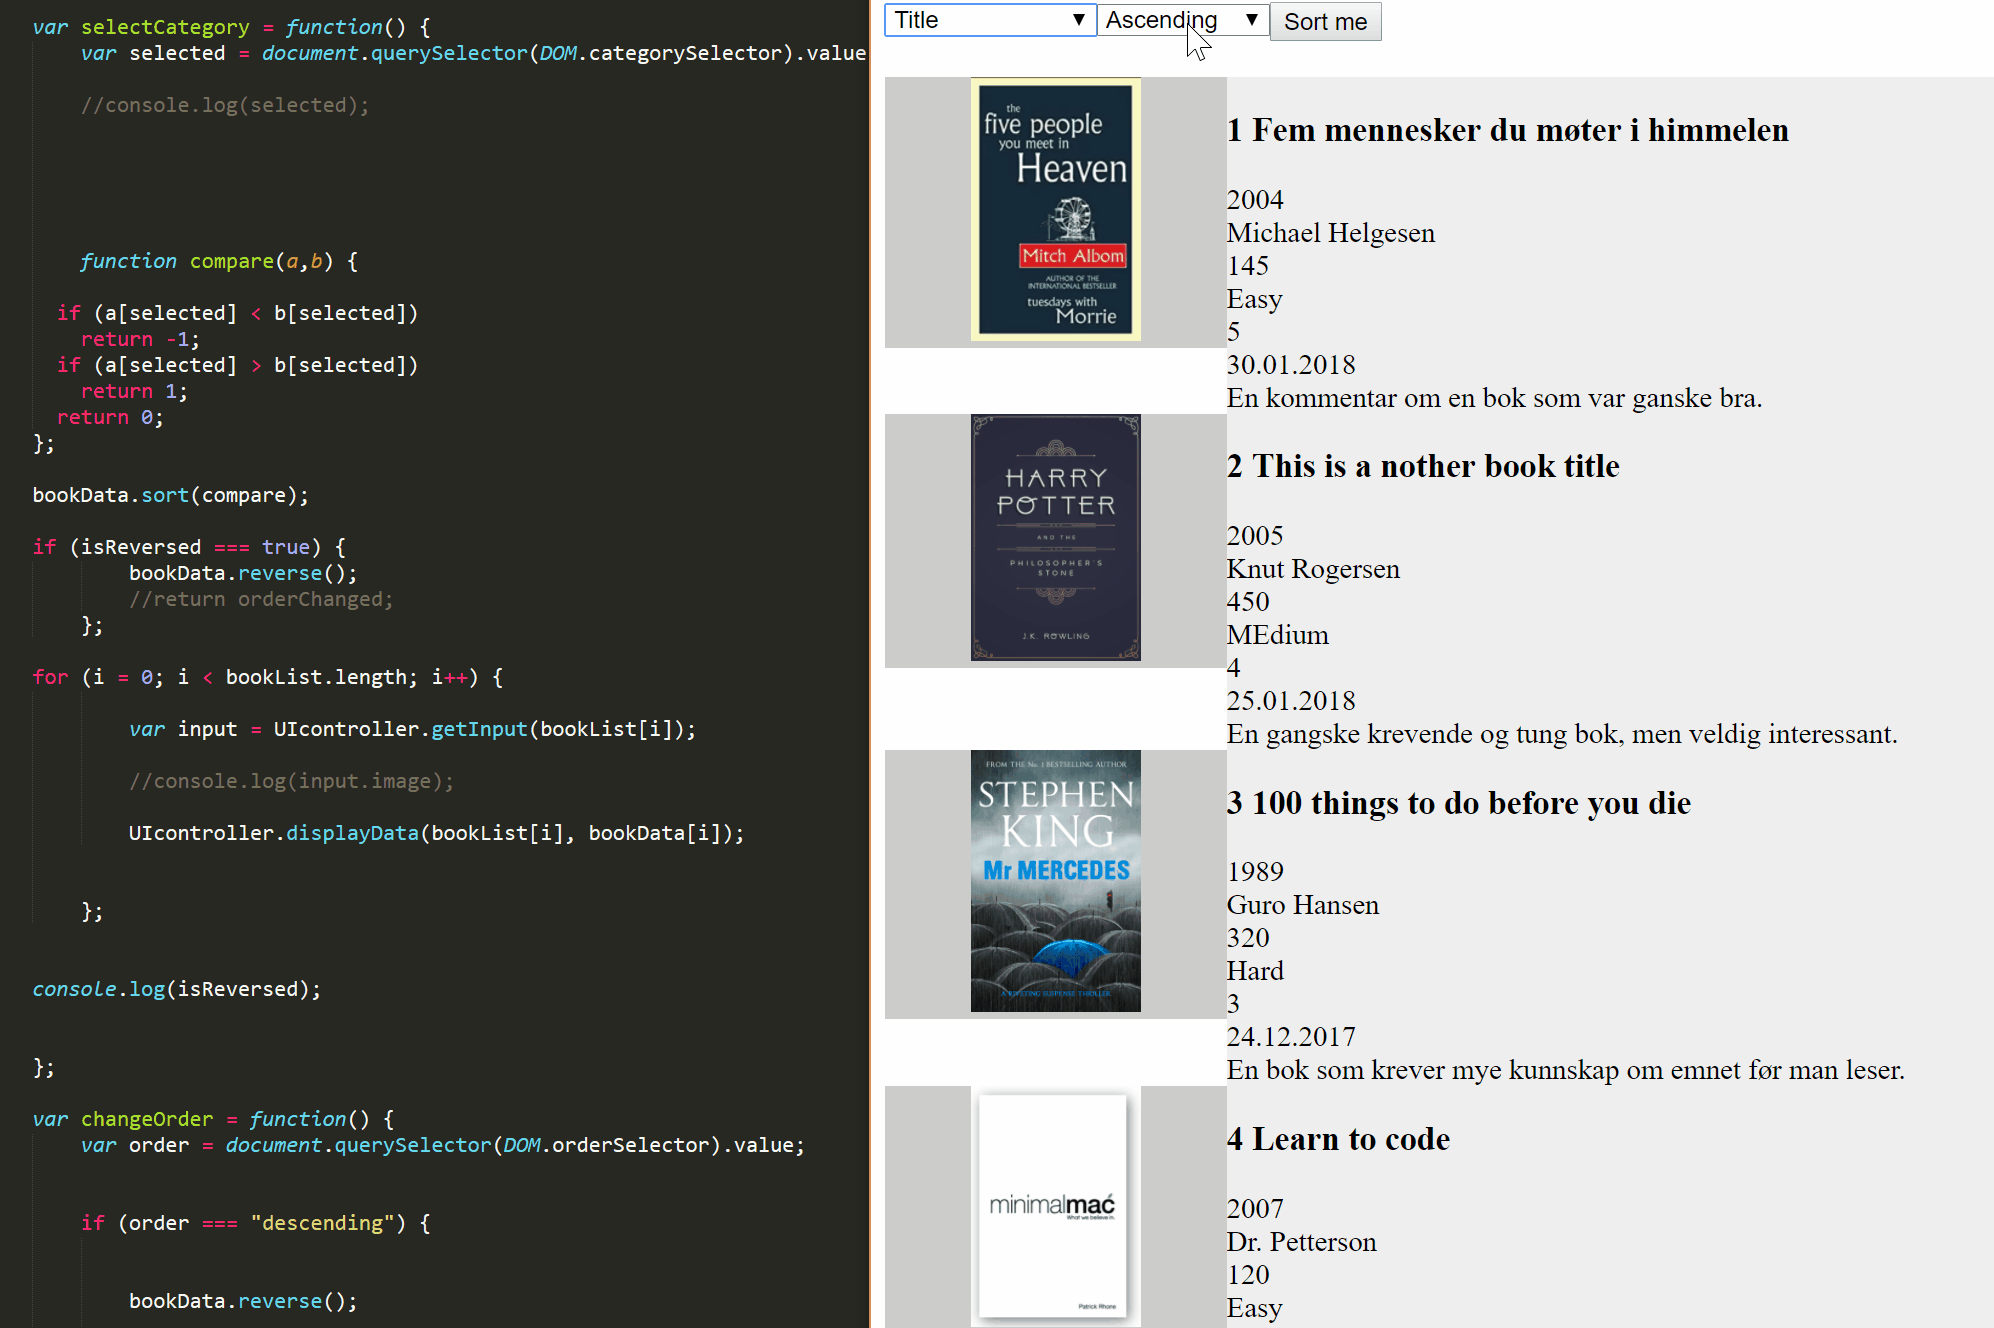 var selectCategory = function() {
var selected = document.querySelector(DOM.categorySelector).value
//console.log(selected);
function compare(a,b) {
if (a[selected] < b[selected])
return -1;
if (a[selected] > b[selected])
return 1;
return 0;
};
bookData.sort(compare);
if (isReversed === true) {
bookData.reverse();
//return orderChanged;
};
for (i = 0; i < bookList.length; i++) {
var input = UIcontroller.getInput(bookList[i]);
//console.log(input.image);
UIcontroller.displayData(bookList[i], bookData[i]);
};
console.log(isReversed);
};
var changeOrder = function() {
var order = document.querySelector(DOM.orderSelector).value;
if (order === "descending") {
bookData.reverse();
Title ▼ Ascending ▼ Sort me
the
five people
you meet in
Heaven
Mitch Albom
AUTHOR OF THE
INTERNATIONAL BESTSELLER
tuesdays with
Morrie
1 Fem mennesker du møter i himmelen
2004
Michael Helgesen
145
Easy
5
30.01.2018
En kommentar om en bok som var ganske bra.
HARRY
POTTER
AND THE
PHILOSOPHER'S
STONE
J.K. ROWLING
2 This is a nother book title
2005
Knut Rogersen
450
MEdium
4
25.01.2018
En gangske krevende og tung bok, men veldig interessant.
FROM THE No. 1 BESTSELLING AUTHOR
STEPHEN
KING
Mr MERCEDES
A RIVETING SUSPENSE THRILLER
3 100 things to do before you die
1989
Guro Hansen
320
Hard
3
24.12.2017
En bok som krever mye kunnskap om emnet før man leser.
minimalmac
What we believe in.
Patrick Rhone
4 Learn to code
2007
Dr. Petterson
120
Easy